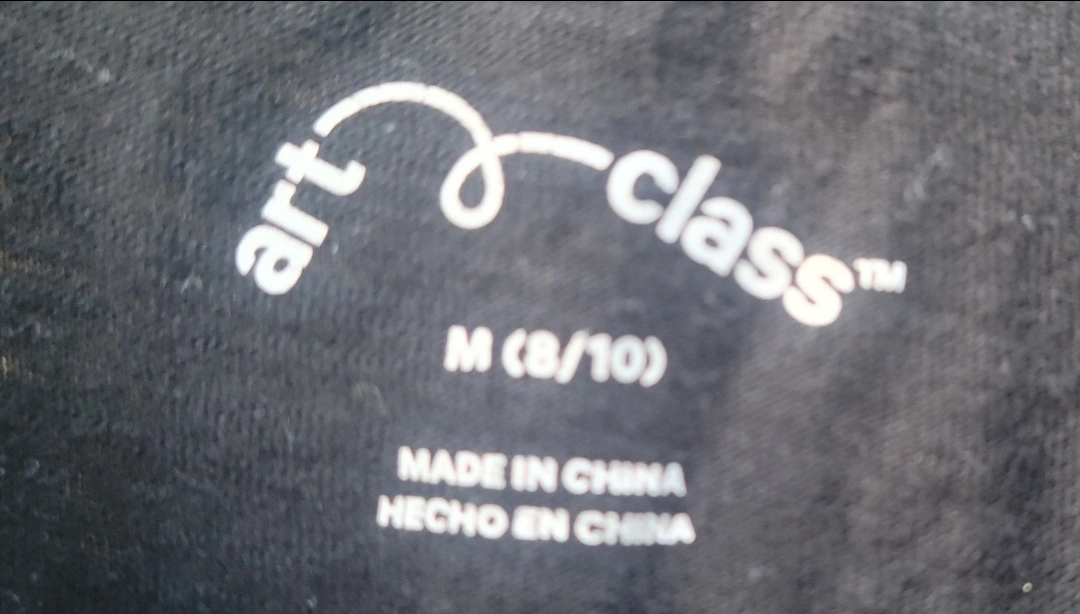 art class™
M (8/10)
MADE IN CHINA
HECHO EN CHINA